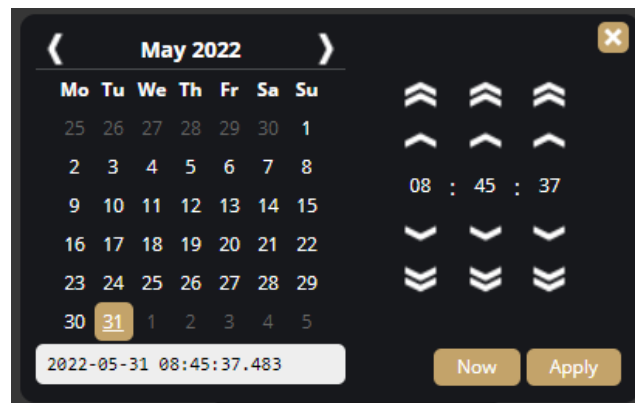 May 2022
Mo Tu We Th Fr Sa Su
25 26 27 28 29 30 1
2 3 4 5 6 7 8
9 10 11 12 13 14 15
16 17 18 19 20 21 22
23 24 25 26 27 28 29
30 31 1 2 3 4 5
2022-05-31 08:45:37.483
08 : 45 : 37
Now Apply